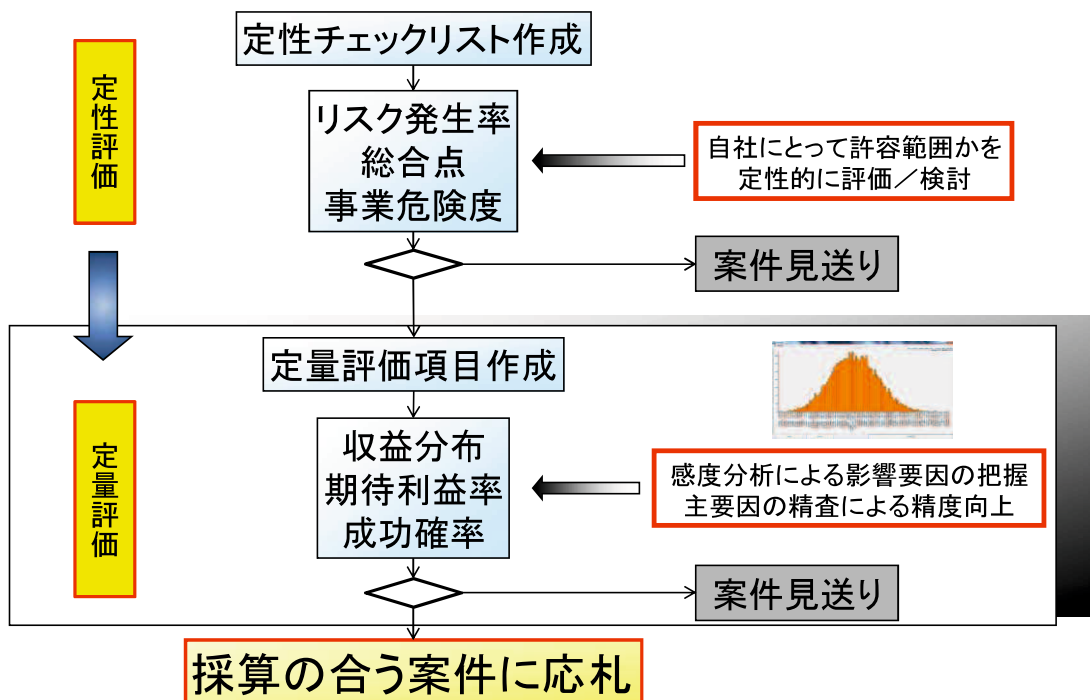 定性チェックリスト作成
定性評価
リスク発生率
総合点
事業危険度
自社にとって許容範囲かを
定性的に評価／検討
案件見送り
定量評価項目作成
定量評価
収益分布
期待利益率
成功確率
感度分析による影響要因の把握
主要因の精査による精度向上
案件見送り
採算の合う案件に応札